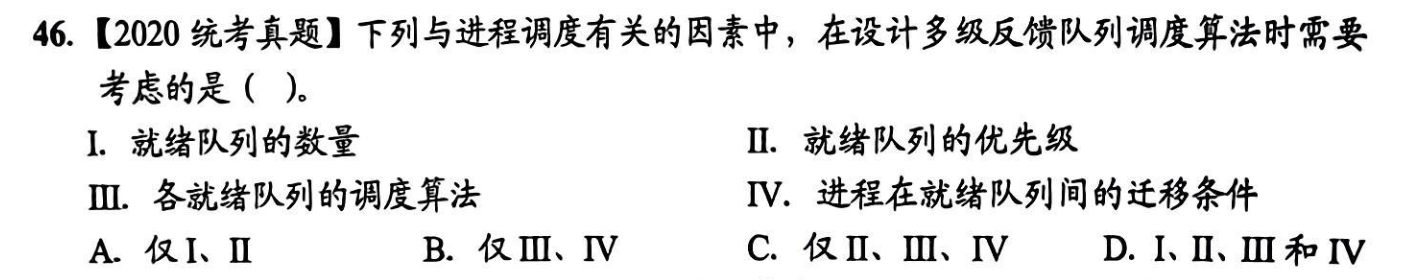 46.【2020 统考真题】下列与进程调度有关的因素中，在设计多级反馈队列调度算法时需要
考虑的是（ ）。
I. 就绪队列的数量 II. 就绪队列的优先级
III. 各就绪队列的调度算法 IV. 进程在就绪队列间的迁移条件
A. 仅 I、II B. 仅 III、IV C. 仅 II、III、IV D. I、II、III 和 IV